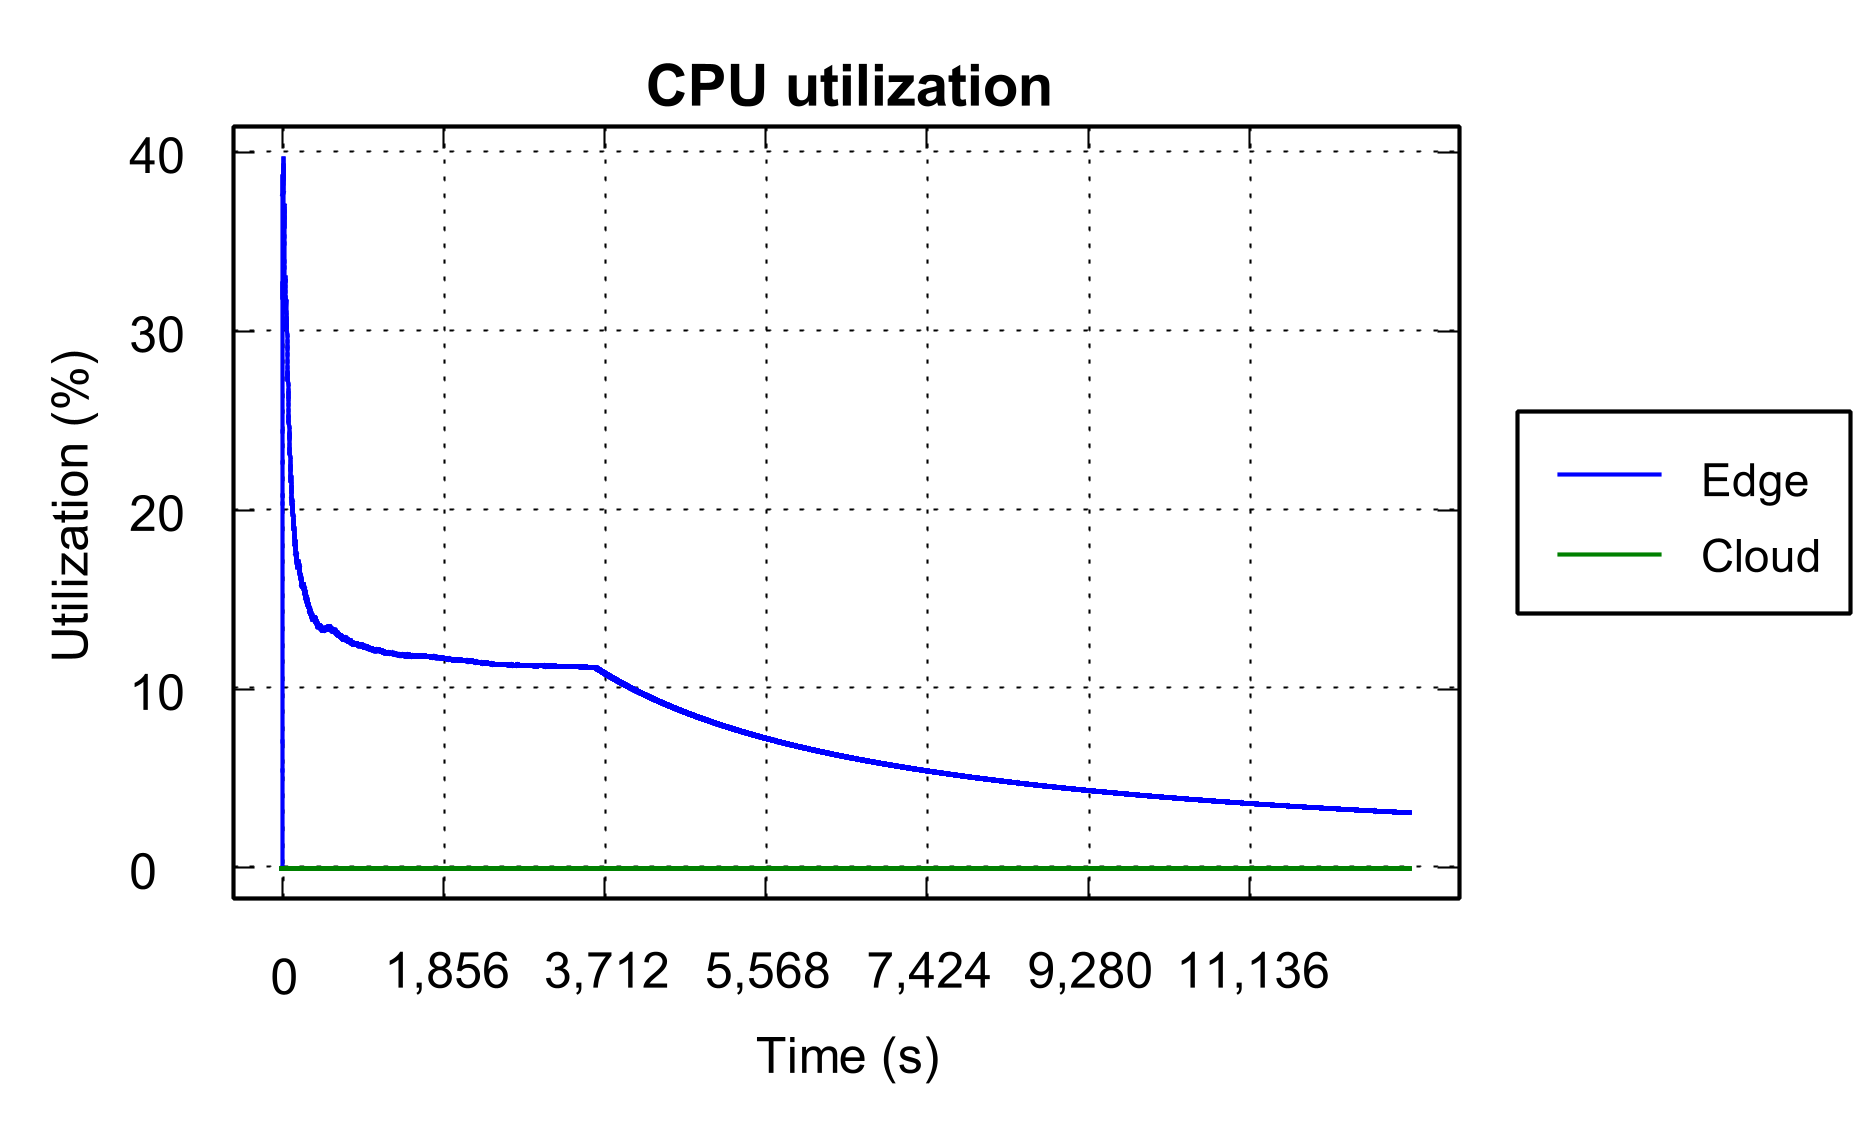 CPU utilization
40
30
20
10
0
Utilization (%)
0 1,856 3,712 5,568 7,424 9,280 11,136
Time (s)
Edge
Cloud